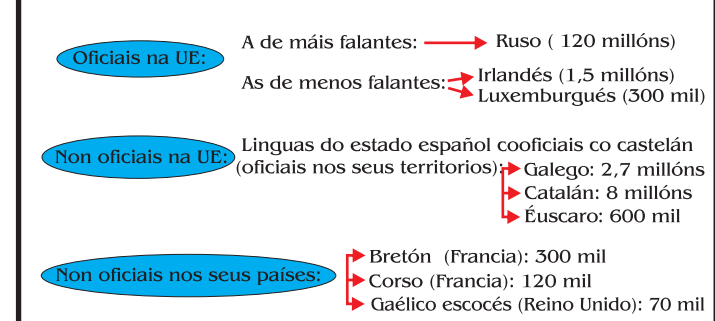 Oficiais na UE:
A de máis falantes:
Ruso ( 120 millóns)
As de menos falantes:
Irlandés (1,5 millóns)
Luxemburgués (300 mil)
Non oficiais na UE:
Linguas do estado español cooficiais co castelán
(oficiais nos seus territorios):
Galego: 2,7 millóns
Catalán: 8 millóns
Éuscaro: 600 mil
Non oficiais nos seus países:
Bretón (Francia): 300 mil
Corso (Francia): 120 mil
Gaélico escocés (Reino Unido): 70 mil